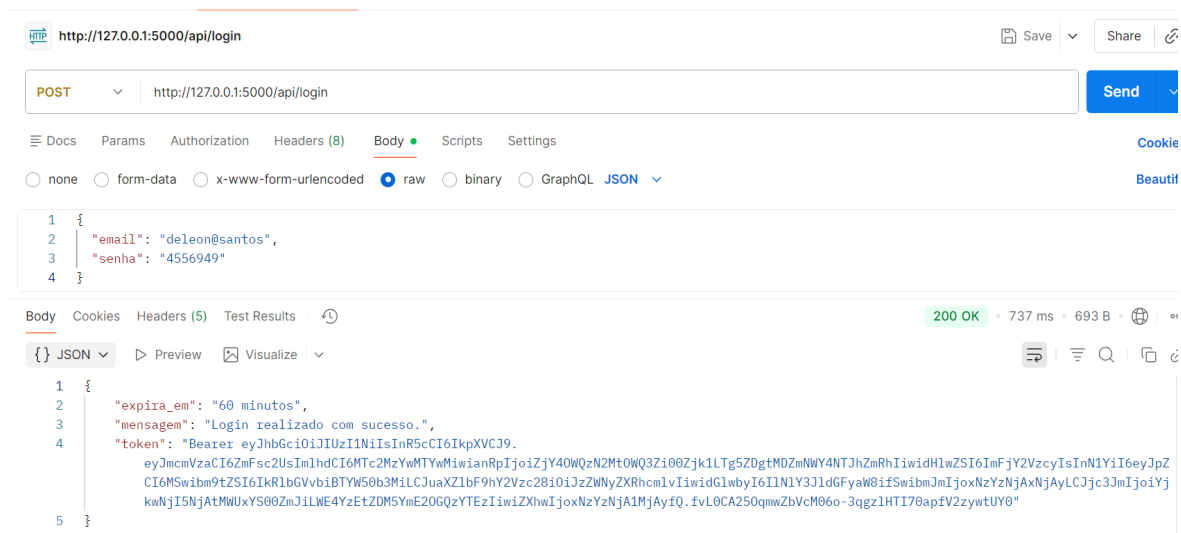 HTTP http://127.0.0.1:5000/api/login Save Share
POST http://127.0.0.1:5000/api/login Send
Docs Params Authorization Headers (8) Body Scripts Settings Cookie
none form-data x-www-form-urlencoded raw binary GraphQL JSON Beautif
1 {
2 "email": "deleon@santos",
3 "senha": "4556949"
4 }
Body Cookies Headers (5) Test Results 200 OK • 737 ms • 693 B
{} JSON Preview Visualize
1 {
2 "expira_em": "60 minutos",
3 "mensagem": "Login realizado com sucesso.",
4 "token": "Bearer eyJhbGciOiJIUzI1NiIsInR5cCI6IkpXVCJ9.
5 }